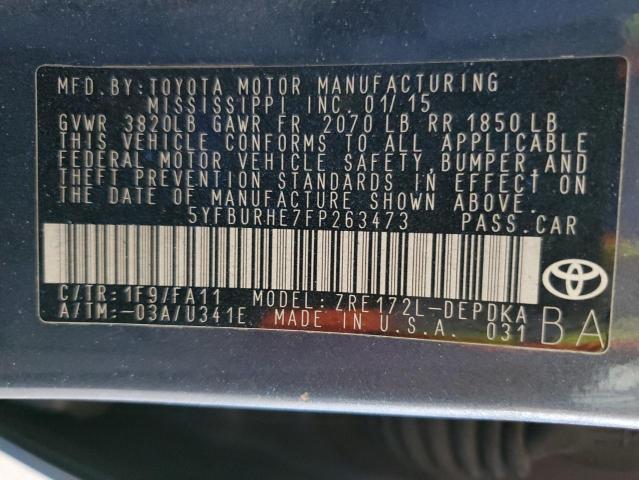 MFD.BY:TOYOTA MOTOR MANUFACTURING
MISSISSIPPI INC.01/15
GVWR 3820LB GAWR FR 2070 LB RR 1850 LB
THIS VEHICLE CONFORMS TO ALL APPLICABLE
FEDERAL MOTOR VEHICLE SAFETY, BUMPER AND
THEFT PREVENTION STANDARDS IN EFFECT ON
THE DATE OF MANUFACTURE SHOWN ABOVE.
5YFBURHE7FP263473 PASS.CAR
C/TR:1F9/FA11 MODEL:ZRE172L-DEPDKA
A/TM:-03A/U341E MADE IN U.S.A. 031 BA